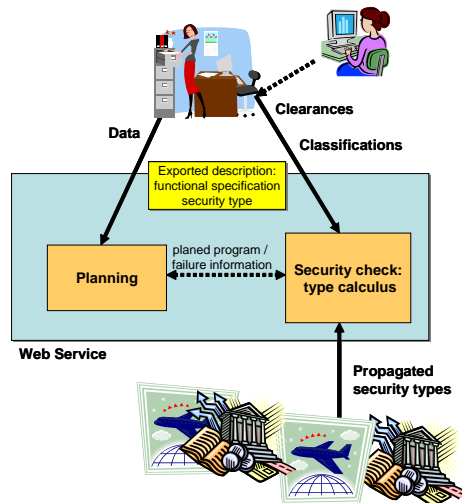 Clearances
Data
Classifications
Exported description:
functional specification
security type
planed program /
failure information
Planning
Security check:
type calculus
Web Service
Propagated
security types